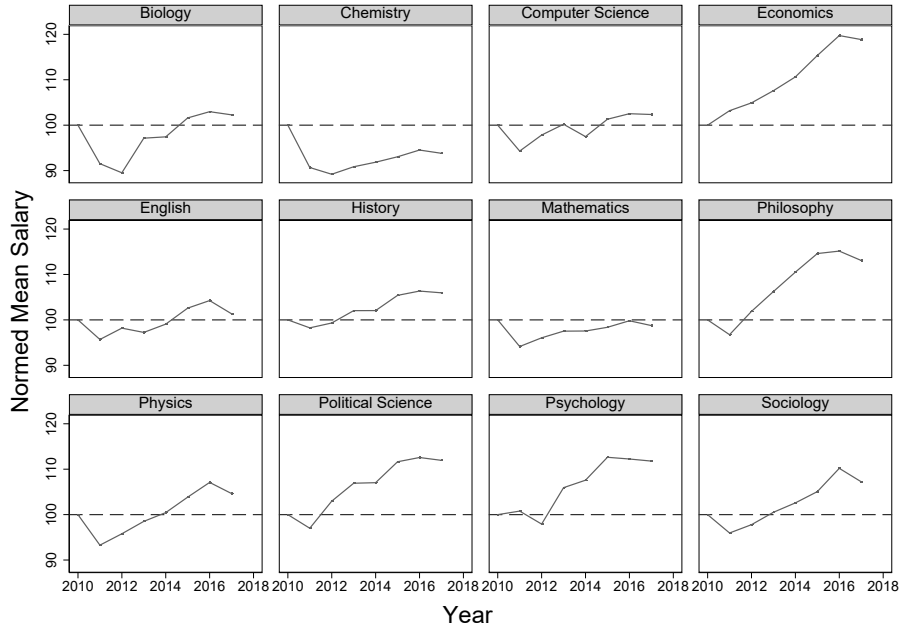 Biology
Chemistry
Computer Science
Economics
120
110
100
90
English
History
Mathematics
Philosophy
120
110
100
90
Normed Mean Salary
Physics
Political Science
Psychology
Sociology
120
110
100
90
2010 2012 2014 2016 2018
2010 2012 2014 2016 2018
2010 2012 2014 2016 2018
2010 2012 2014 2016 2018
Year